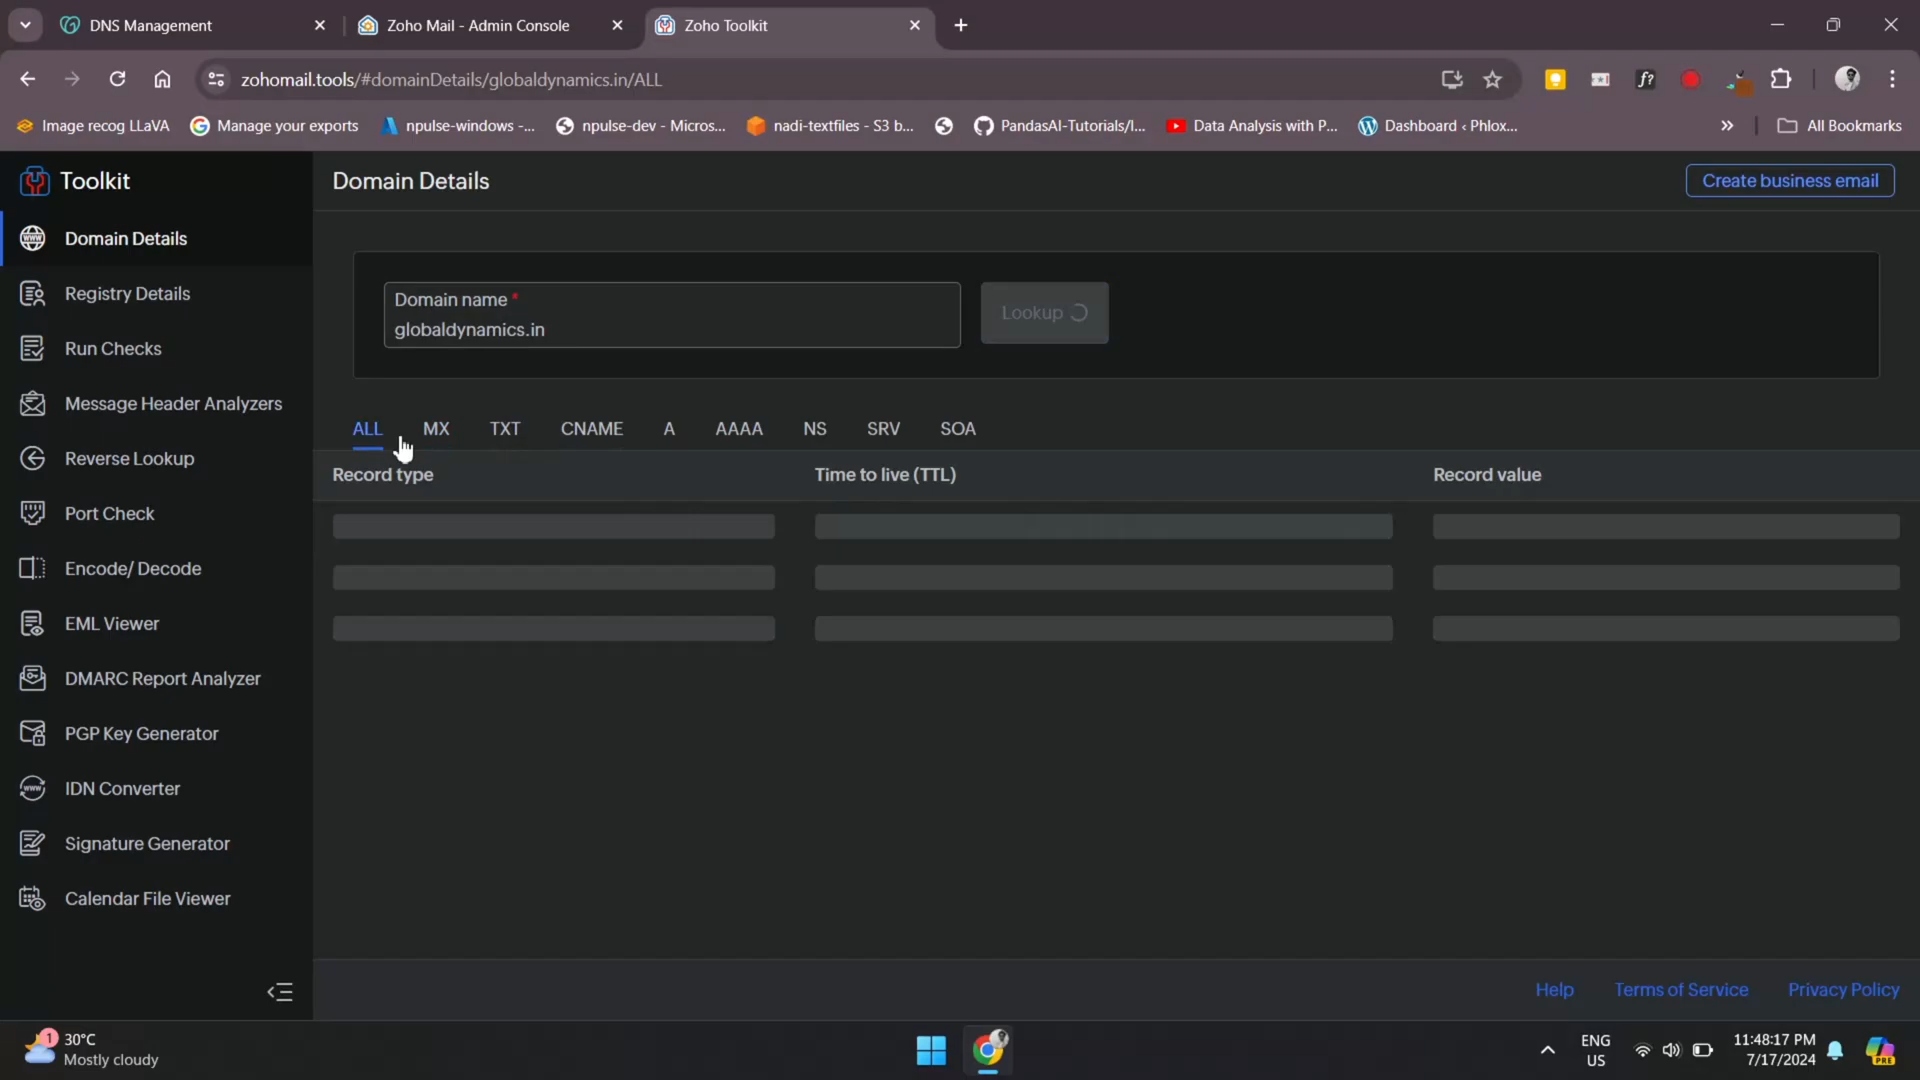 DNS Management
Zoho Mail - Admin Console
Zoho Toolkit
zohomail.tools/#domainDetails/globaldynamics.in/ALL
f?
Image recog LLaVA
Manage your exports
npulse-windows -...
npulse-dev - Micros...
nadi-textfiles - S3 b...
PandasAI-Tutorials/l...
Data Analysis with P...
Dashboard ‹ Phlox...
All Bookmarks
Toolkit
Domain Details
Create business email
Domain Details
Registry Details
Run Checks
Message Header Analyzers
Reverse Lookup
Port Check
Encode/ Decode
EML Viewer
DMARC Report Analyzer
PGP Key Generator
IDN Converter
Signature Generator
Calendar File Viewer
Domain name *
globaldynamics.in
Lookup
ALL MX TXT CNAME A AAAA NS SRV SOA
Record type Time to live (TTL) Record value
Help Terms of Service Privacy Policy
1
30°C
Mostly cloudy
ENG
US
11:48:17 PM
7/17/2024
PRE